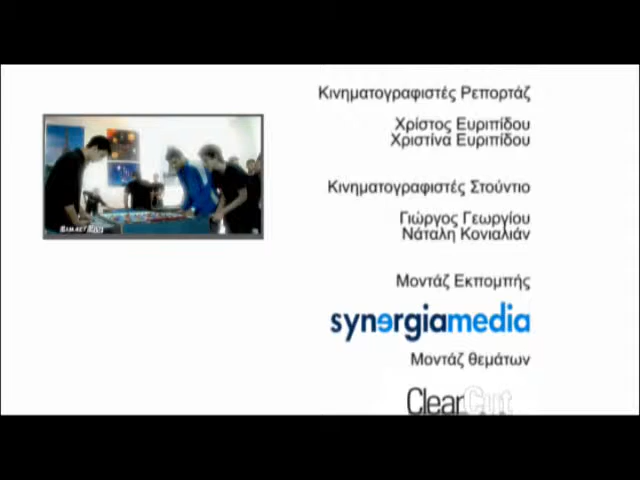 Κινηματογραφιστές Ρεπορτάζ
Χρίστος Ευριπίδου
Χριστίνα Ευριπίδου
Κινηματογραφιστές Στούντιο
Γιώργος Γεωργίου
Νάταλη Κονιαλιάν
Μοντάζ Εκπομπής
synergiamedia
Μοντάζ θεμάτων
ClearCut